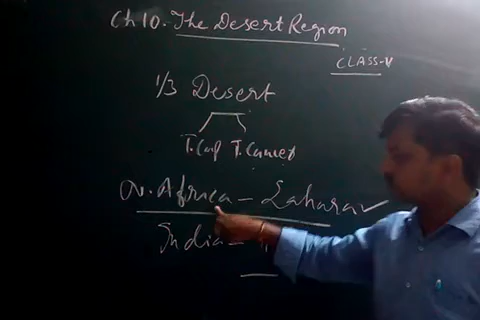 Ch 10. The Desert Region
CLASS-V
1/3 Desert
T. Cap T. Cancer
N. Africa - Sahara
India -